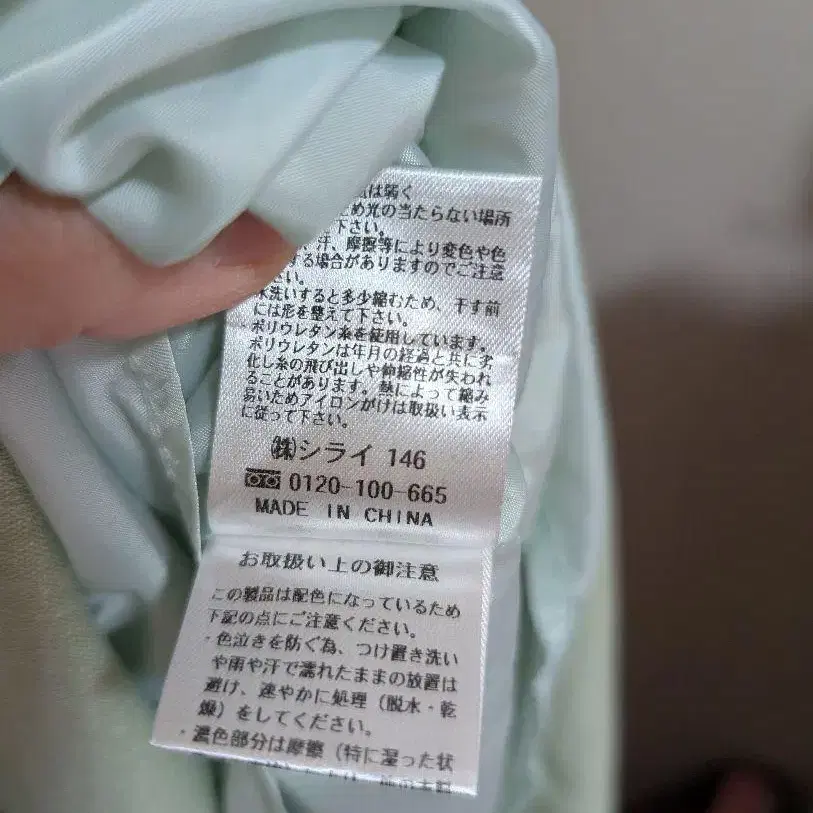 は弱く
め光の当たらない場所
下さい。
、汗、摩擦等により変色や色
する場合がありますのでご注意
い。
水洗いすると多少縮むため、干す前
には形を整えて下さい。
・ポリウレタン糸を使用しています。
ポリウレタンは年月の経過と共に劣
化し糸の飛び出しや伸縮性が失われ
ることがあります。熱によって縮み
易いためアイロンがけは取扱い表示
に従って下さい。
㈱シライ 146
0120-100-665
MADE IN CHINA
お取扱い上の御注意
この製品は配色になっているため
下記の点にご注意ください。
・色泣きを防ぐ為、つけ置き洗い
や雨や汗で濡れたままの放置は
避け、速やかに処理（脱水・乾
燥）をしてください。
・濃色部分は摩擦（特に湿った状